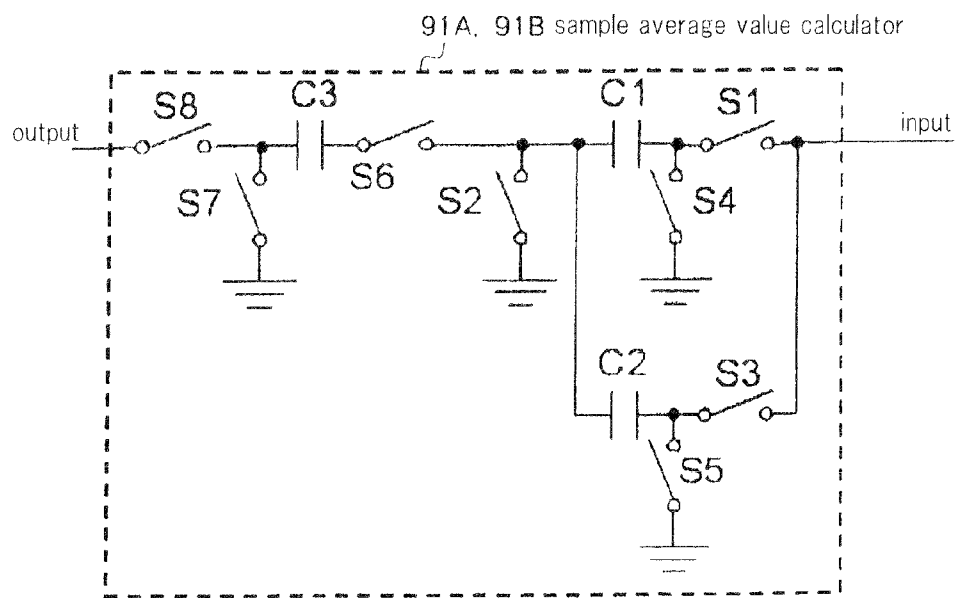 91A, 91B sample average value calculator
S8
C3
C1
S1
output
input
S6
S7
S2
S4
C2
S3
S5